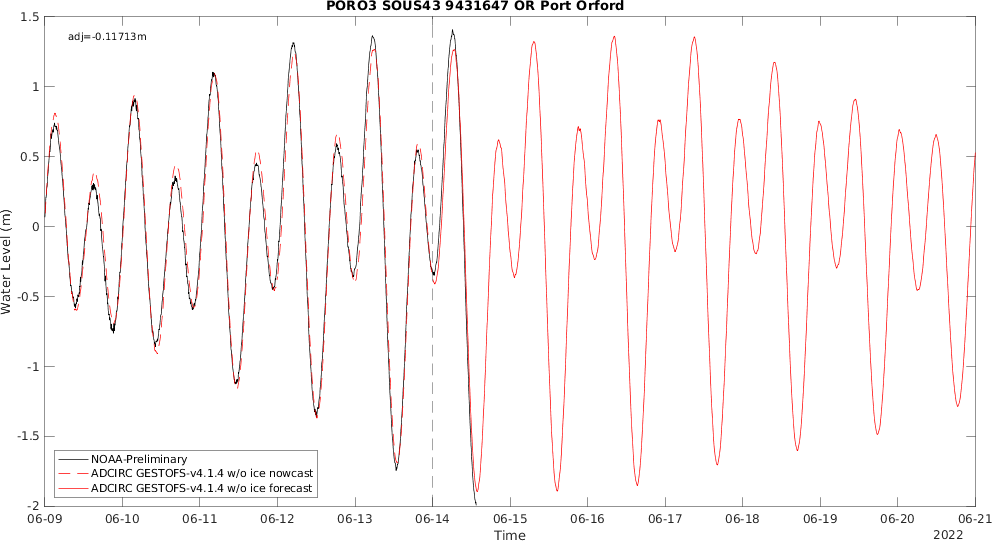 PORO3 SOUS43 9431647 OR Port Orford
adj=-0.11713m
1.5
1
0.5
0
-0.5
-1
-1.5
-2
Water Level (m)
NOAA-Preliminary
ADCIRC GESTOFS-v4.1.4 w/o ice nowcast
ADCIRC GESTOFS-v4.1.4 w/o ice forecast
06-09 06-10 06-11 06-12 06-13 06-14 06-15 06-16 06-17 06-18 06-19 06-20 06-21
Time
2022